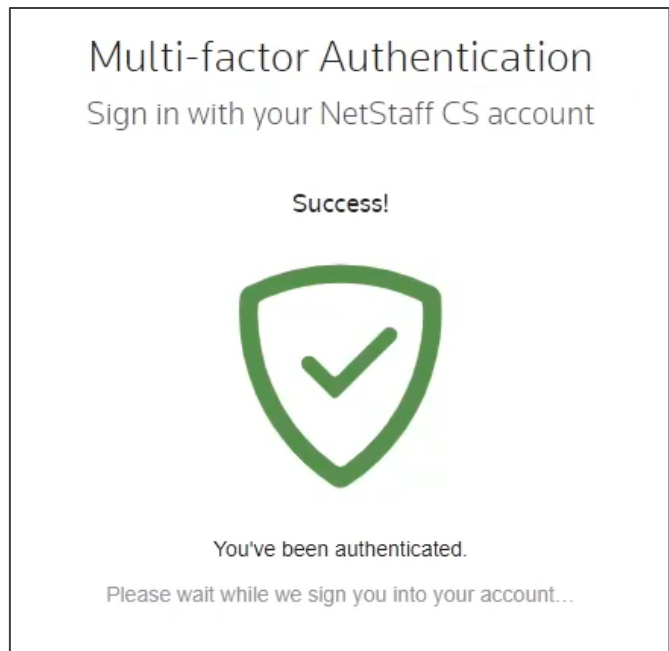 Multi-factor Authentication
Sign in with your NetStaff CS account
Success!
You've been authenticated.
Please wait while we sign you into your account...